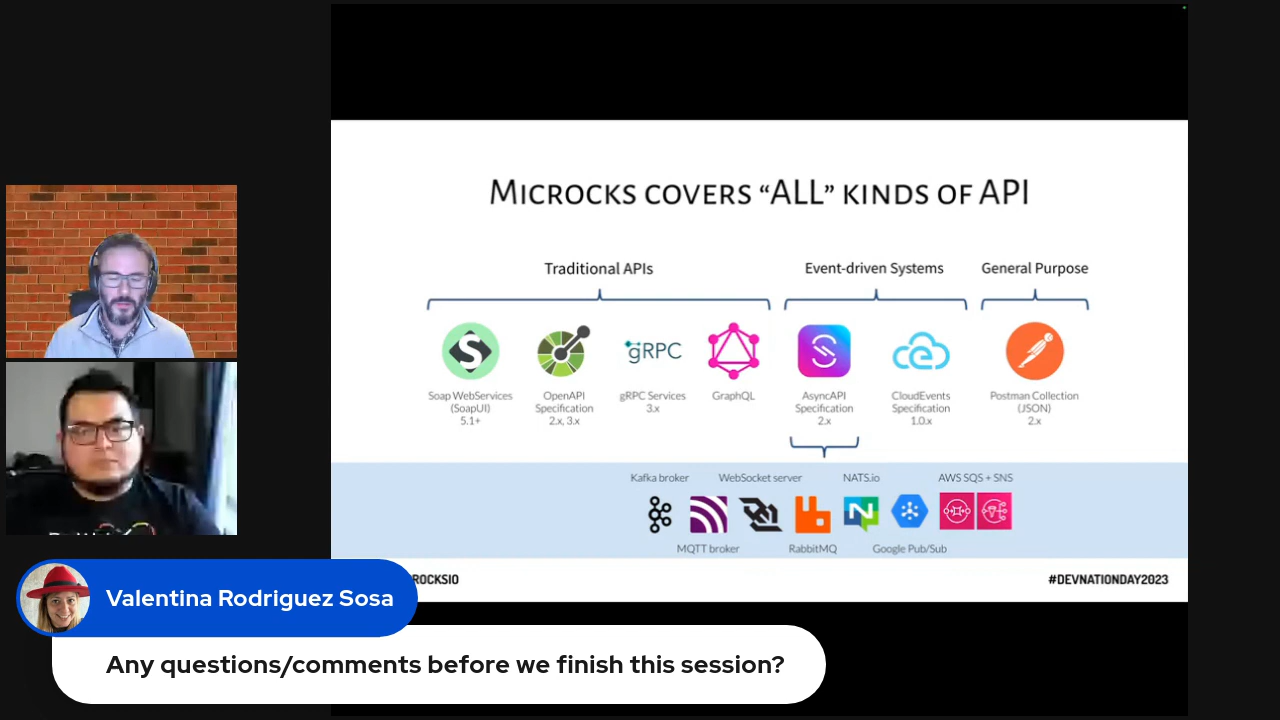 MICROCKS COVERS “ALL” KINDS OF API
Traditional APIs
Event-driven Systems
General Purpose
gRPC
Soap WebServices
(SoapUI)
5.1+
OpenAPI
Specification
2.x, 3.x
gRPC Services
3.x
GraphQL
AsyncAPI
Specification
2.x
CloudEvents
Specification
1.0.x
Postman Collection
(JSON)
2.x
Kafka broker
WebSocket server
NATS.io
AWS SQS + SNS
N
MQTT broker
RabbitMQ
Google Pub/Sub
ROCKSIO
#DEVNATIONDAY2023
Valentina Rodriguez Sosa
Any questions/comments before we finish this session?